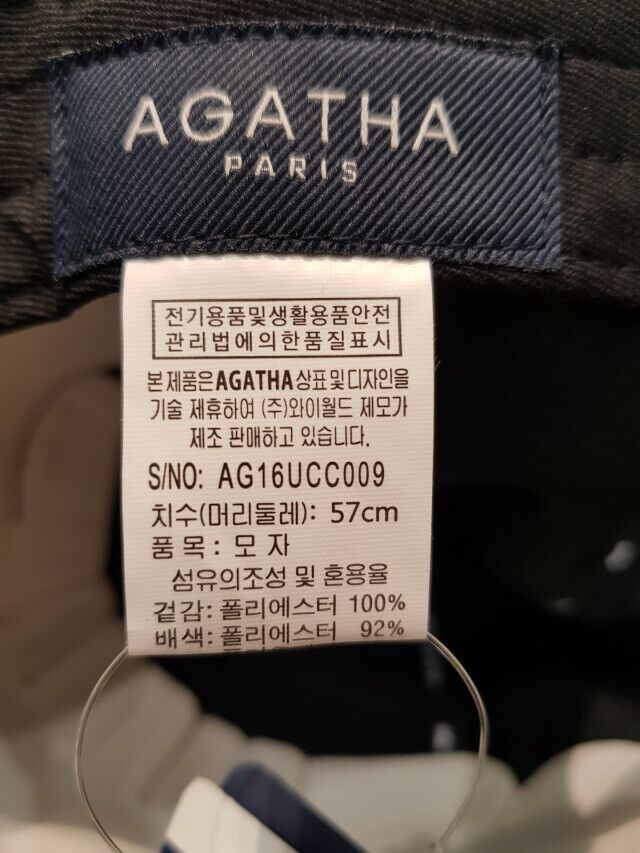 AGATHA
PARIS
전기용품및생활용품안전
관리법에의한품질표시
본제품은AGATHA상표및디자인을
기술 제휴하여 (주)와이월드 제모가
제조 판매하고 있습니다.
S/NO: AG16UCC009
치수(머리둘레): 57cm
품 목 : 모 자
섬유의조성 및 혼용율
겉감: 폴리에스터 100%
배색: 폴리에스터 92%